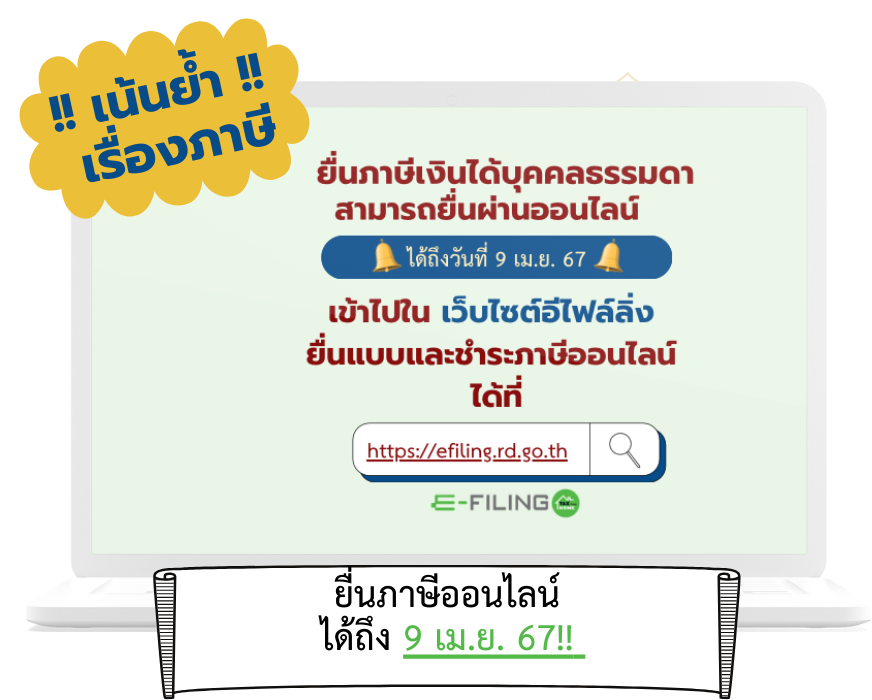 !! เน้นย้ำ !!
เรื่องภาษี
ยื่นภาษีเงินได้บุคคลธรรมดา
สามารถยื่นผ่านออนไลน์
ได้ถึงวันที่ 9 เม.ย. 67
เข้าไปใน เว็บไซต์อีไฟล์ลิ่ง
ยื่นแบบและชำระภาษีออนไลน์
ได้ที่
https://efiling.rd.go.th
E-FILING
ยื่นภาษีออนไลน์
ได้ถึง 9 เม.ย. 67!!